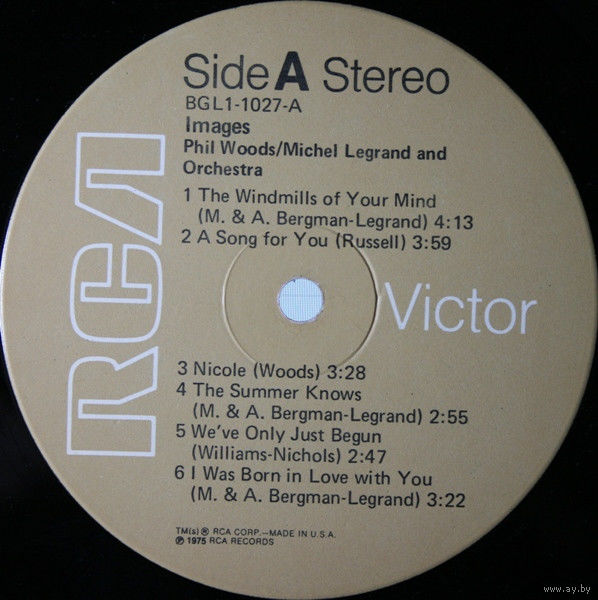 Side A Stereo
BGL1-1027-A
Images
Phil Woods/Michel Legrand and
Orchestra
1 The Windmills of Your Mind
(M. & A. Bergman-Legrand) 4:13
2 A Song for You (Russell) 3:59
RCA
Victor
3 Nicole (Woods) 3:28
4 The Summer Knows
(M. & A. Bergman-Legrand) 2:55
5 We've Only Just Begun
(Williams-Nichols) 2:47
6 I Was Born in Love with You
(M. & A. Bergman-Legrand) 3:22
TM(s) ® RCA CORP.—MADE IN U.S.A.
℗ 1975 RCA RECORDS
www.ay.by